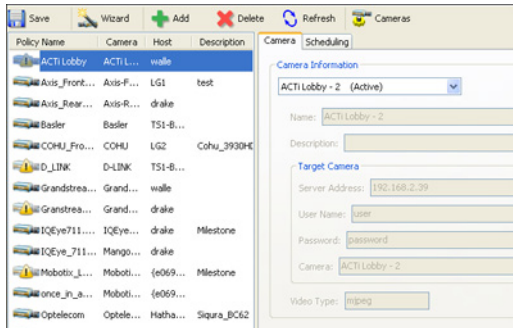 Save Wizard Add Delete Refresh Cameras
Policy Name Camera Host Description
ACTi Lobby ACTi L... walle
Axis_Front... Axis-F... LG1 test
Axis_Rear... Axis-R... drake
Basler Basler TS1-B...
COHU_Fro... COHU LG2 Cohu_3930HD
D_LINK D-LINK TS1-B...
Grandstrea... Grand... walle
Granstrea... Grand... drake
IQEye711.... IQEye... drake Milestone
IQEye_711... Mango... drake
Mobotix_L... Moboti... {e069... Milestone
once_in_a... Moboti... {e069...
Optelecom Optele... Hatha... Siqura_BC62
Camera Scheduling
Camera Information
ACTi Lobby - 2 (Active)
Name: ACTi Lobby - 2
Description:
Target Camera
Server Address: 192.168.2.39
User Name: user
Password: password
Camera: ACTi Lobby - 2
Video Type: mjpeg